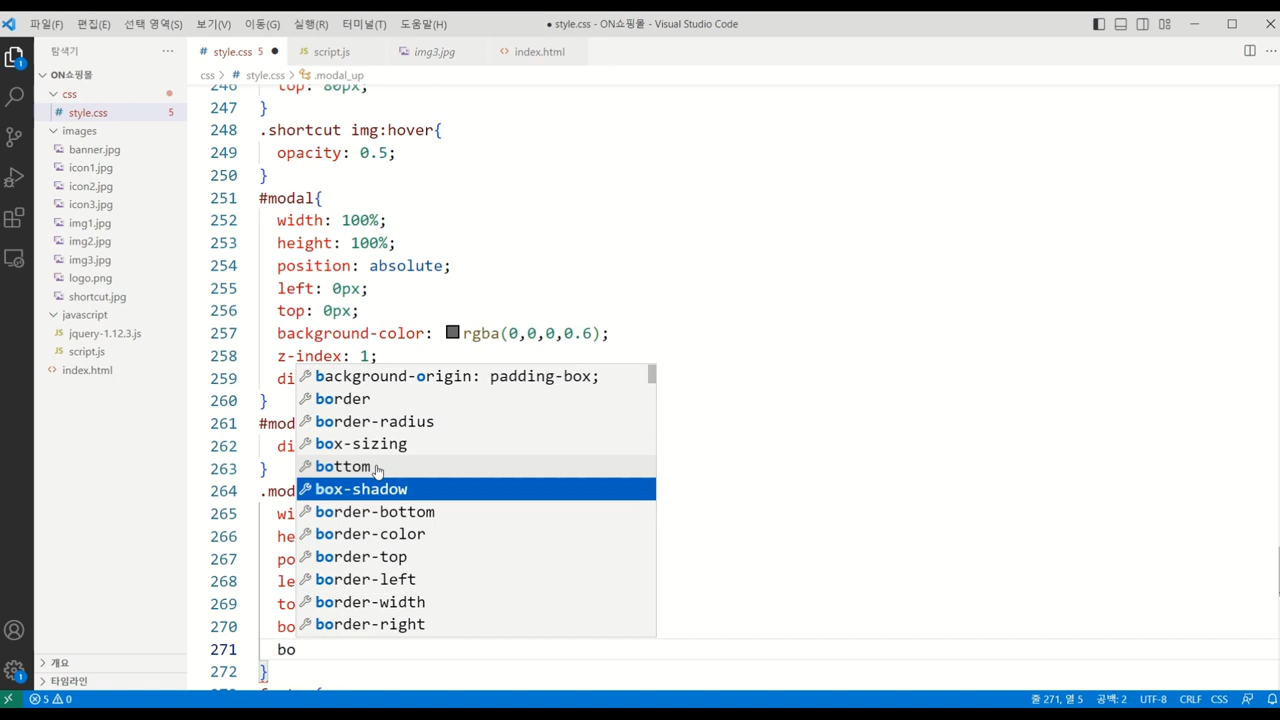 파일(F) 편집(E) 선택 영역(S) 보기(V) 이동(G) 실행(R) 터미널(T) 도움말(H) ● style.css - ON쇼핑몰 - Visual Studio Code
탐색기 ···
# style.css 5 ● JS script.js img3.jpg <> index.html ···
css > # style.css > .modal_up
ON쇼핑몰
css
# style.css 5
images
banner.jpg
icon1.jpg
icon2.jpg
icon3.jpg
img1.jpg
img2.jpg
img3.jpg
logo.png
shortcut.jpg
javascript
JS jquery-1.12.3.js
JS script.js
<> index.html
개요
타임라인
1
1
246 top: 80px;
247 }
248 .shortcut img:hover{
249 opacity: 0.5;
250 }
251 #modal{
252 width: 100%;
253 height: 100%;
254 position: absolute;
255 left: 0px;
256 top: 0px;
257 background-color: rgba(0,0,0,0.6);
258 z-index: 1;
259 di
260 }
261 #mod
262 di
263 }
264 .mod
265 wi
266 he
267 po
268 le
269 to
270 bo
271 bo
272 }
background-origin: padding-box;
border
border-radius
box-sizing
bottom
box-shadow
border-bottom
border-color
border-top
border-left
border-width
border-right
5 0 줄 271, 열 5 공백: 2 UTF-8 CRLF CSS